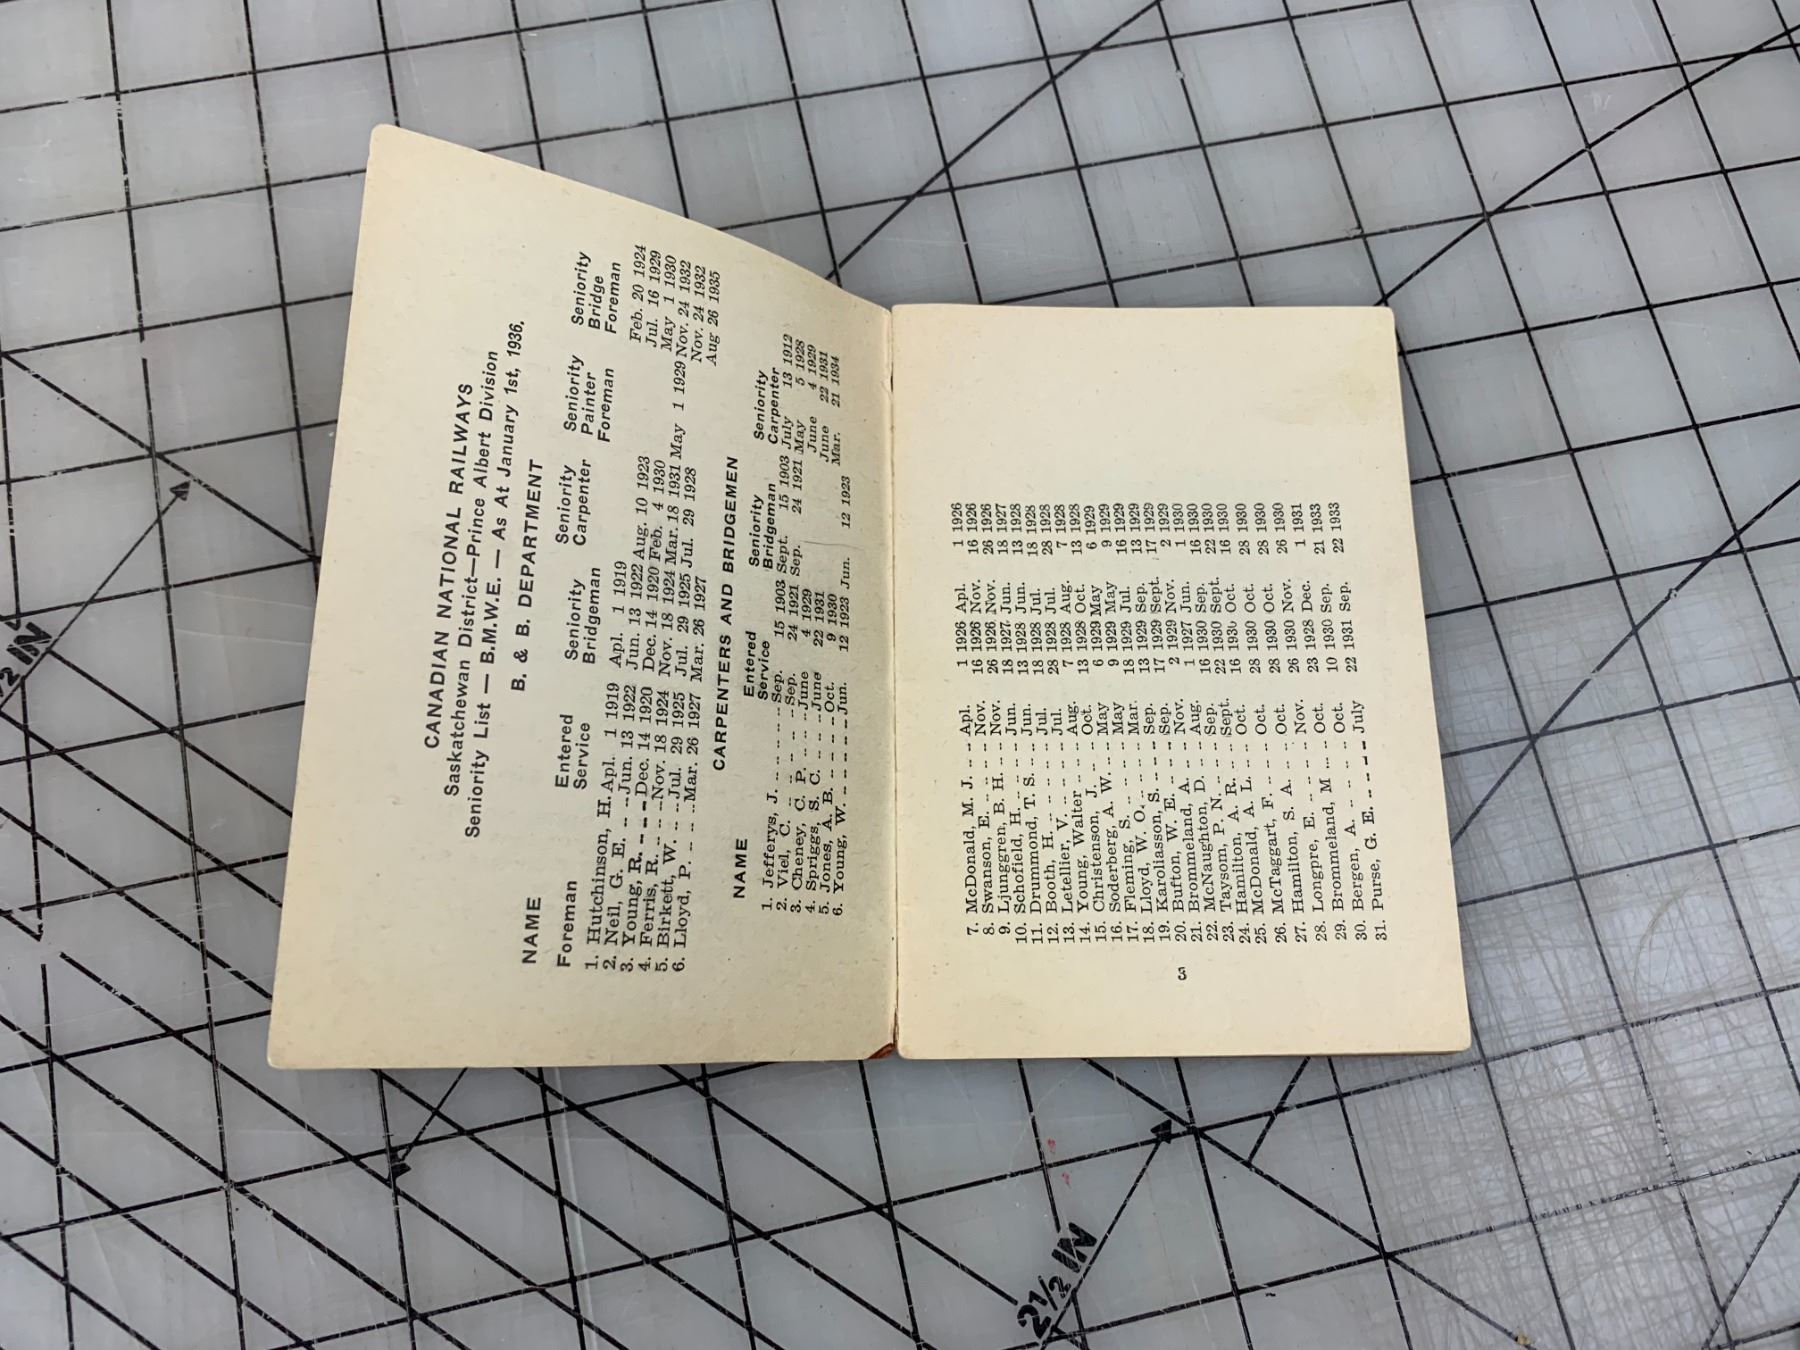 CANADIAN NATIONAL RAILWAYS
Saskatchewan District—Prince Albert Division
Seniority List — B.M.W.E. — As At January 1st, 1936.
B. & B. DEPARTMENT
NAME Entered Service Seniority Bridgeman Seniority Carpenter Seniority Painter Foreman Seniority Bridge Foreman
Foreman
1. Hutchinson, H. Apl. 1 1919 Apl. 1 1919 Feb. 20 1924
2. Neil, G. E. -- Jun. 13 1922 Jun. 13 1922 Aug. 10 1923 Jul. 16 1929
3. Young, R. -- -- Dec. 14 1920 Dec. 14 1920 Feb. 4 1930 May 1 1930
4. Ferris, R. -- -- Nov. 18 1924 Nov. 18 1924 Mar. 18 1931 May 1 1929 Nov. 24 1932
5. Birkett, W. -- Jul. 29 1925 Jul. 29 1925 Jul. 29 1928 Nov. 24 1932
6. Lloyd, P. -- -- Mar. 26 1927 Mar. 26 1927 Aug 26 1935
CARPENTERS AND BRIDGEMEN
NAME Entered Service Seniority Bridgeman Seniority Carpenter
1. Jefferys, J. -- -- -- Sep. 15 1903 Sept. 15 1903 July 13 1912
2. Viel, C. -- -- -- -- Sep. 24 1921 Sep. 24 1921 May 5 1928
3. Cheney, C. P. -- -- June 4 1929 June 4 1929
4. Spriggs, S. C. -- -- June 22 1931 June 22 1931
5. Jones, A. B. -- -- -- Oct. 9 1930 Mar. 21 1934
6. Young, W. -- -- -- -- Jun. 12 1923 Jun. 12 1923
7. McDonald, M. J. -- -- Apl. 1 1926 Apl. 1 1926
8. Swanson, E. -- -- -- Nov. 16 1926 Nov. 16 1926
9. Ljunggren, B. H. -- Nov. 26 1926 Nov. 26 1926
10. Schofield, H. -- -- -- Jun. 18 1927 Jun. 18 1927
11. Drummond, T. S. -- -- Jun. 13 1928 Jun. 13 1928
12. Booth, H. -- -- -- -- Jul. 18 1928 Jul. 18 1928
13. Letellier, V. -- -- -- Jul. 28 1928 Jul. 28 1928
14. Young, Walter -- -- -- Aug. 7 1928 Aug. 7 1928
15. Christenson, J. -- -- Oct. 13 1928 Oct. 13 1928
16. Soderberg, A. W. -- -- May 6 1929 May 6 1929
17. Fleming, S. -- -- -- May 9 1929 May 9 1929
18. Lloyd, W. O. -- -- -- Mar. 18 1929 Jul. 16 1929
19. Karoliasson, S. -- -- -- Sep. 13 1929 Sep. 13 1929
20. Bufton, W. E. -- -- -- Sep. 17 1929 Sept. 17 1929
21. Brommeland, A. -- -- Nov. 2 1929 Nov. 2 1929
22. McNaughton, D. -- -- Aug. 1 1927 Jun. 1 1930
23. Taysom, P. N. -- -- -- Sep. 16 1930 Sep. 16 1930
24. Hamilton, A. R. -- -- Sept. 22 1930 Sept. 22 1930
25. McDonald, A. L. -- -- Oct. 16 1930 Oct. 16 1930
26. McTaggart, F. -- -- -- Oct. 28 1930 Oct. 28 1930
27. Hamilton, S. A. -- -- Oct. 28 1930 Oct. 28 1930
28. Longpre, E. -- -- -- Nov. 26 1930 Nov. 26 1930
29. Brommeland, M -- -- Oct. 23 1928 Dec. 1 1931
30. Bergen, A. -- -- -- -- Oct. 10 1930 Sep. 21 1933
31. Purse, G. E. -- -- -- July 22 1931 Sep. 22 1933
3
1/2 IN
2 1/2 IN